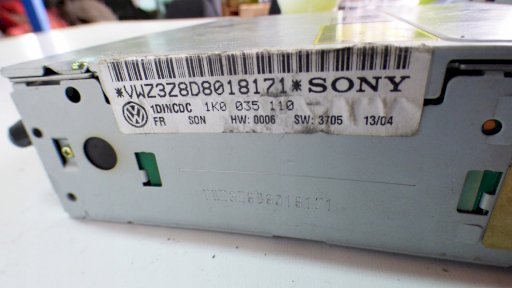 *VWZ3Z8D8018171* SONY
1DINCDC 1K0 035 110
FR SON HW: 0006 SW: 3705 13/04
VWZ3Z8D8018171